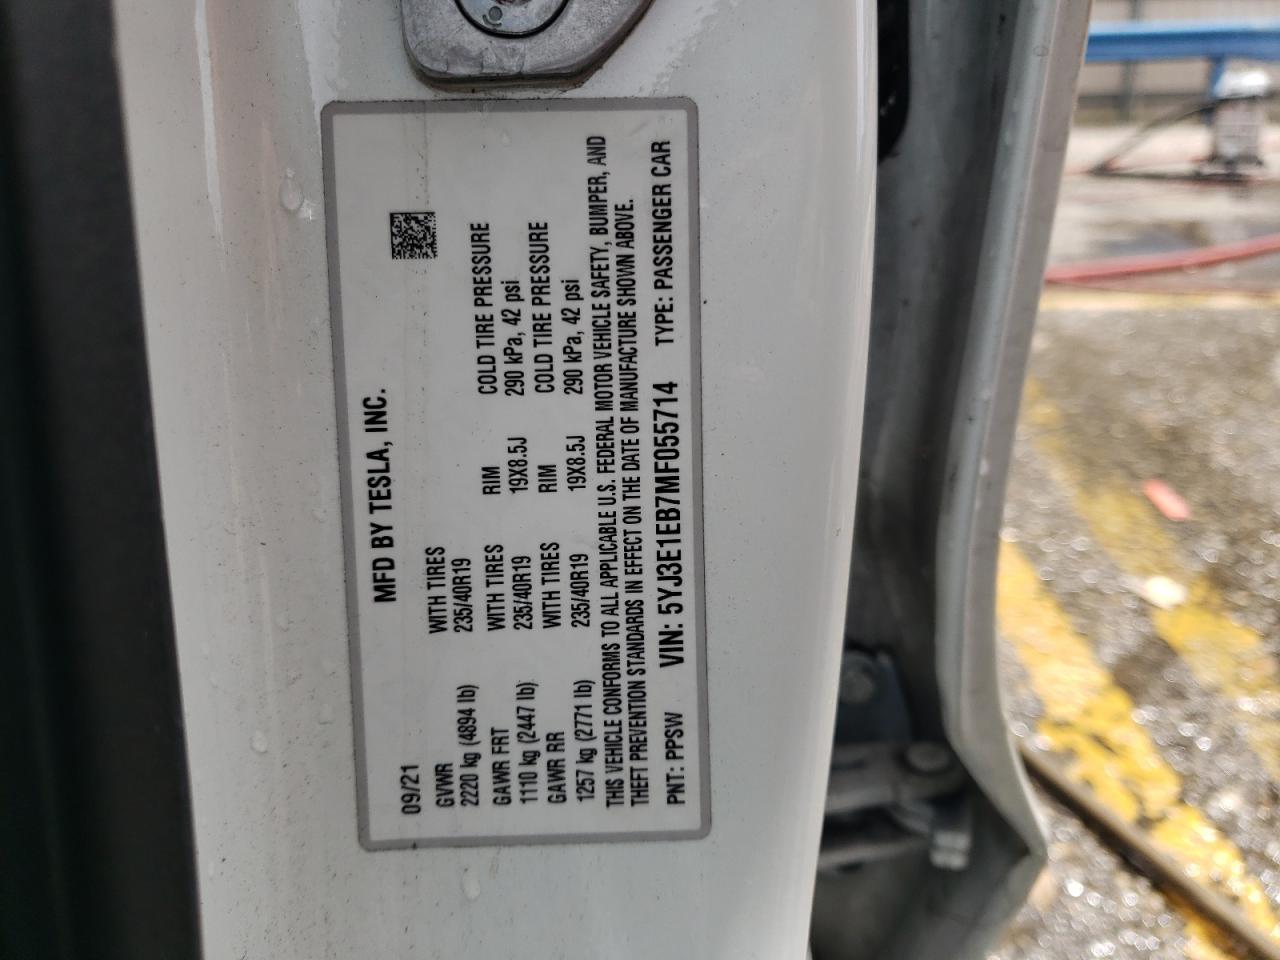 MFD BY TESLA, INC.
09/21
GVWR WITH TIRES
2220 kg (4894 lb) 235/40R19
GAWR FRT WITH TIRES RIM COLD TIRE PRESSURE
1110 kg (2447 lb) 235/40R19 19X8.5J 290 kPa, 42 psi
GAWR RR WITH TIRES RIM COLD TIRE PRESSURE
1257 kg (2771 lb) 235/40R19 19X8.5J 290 kPa, 42 psi
THIS VEHICLE CONFORMS TO ALL APPLICABLE U.S. FEDERAL MOTOR VEHICLE SAFETY, BUMPER, AND
THEFT PREVENTION STANDARDS IN EFFECT ON THE DATE OF MANUFACTURE SHOWN ABOVE.
PNT: PPSW VIN: 5YJ3E1EB7MF055714 TYPE: PASSENGER CAR